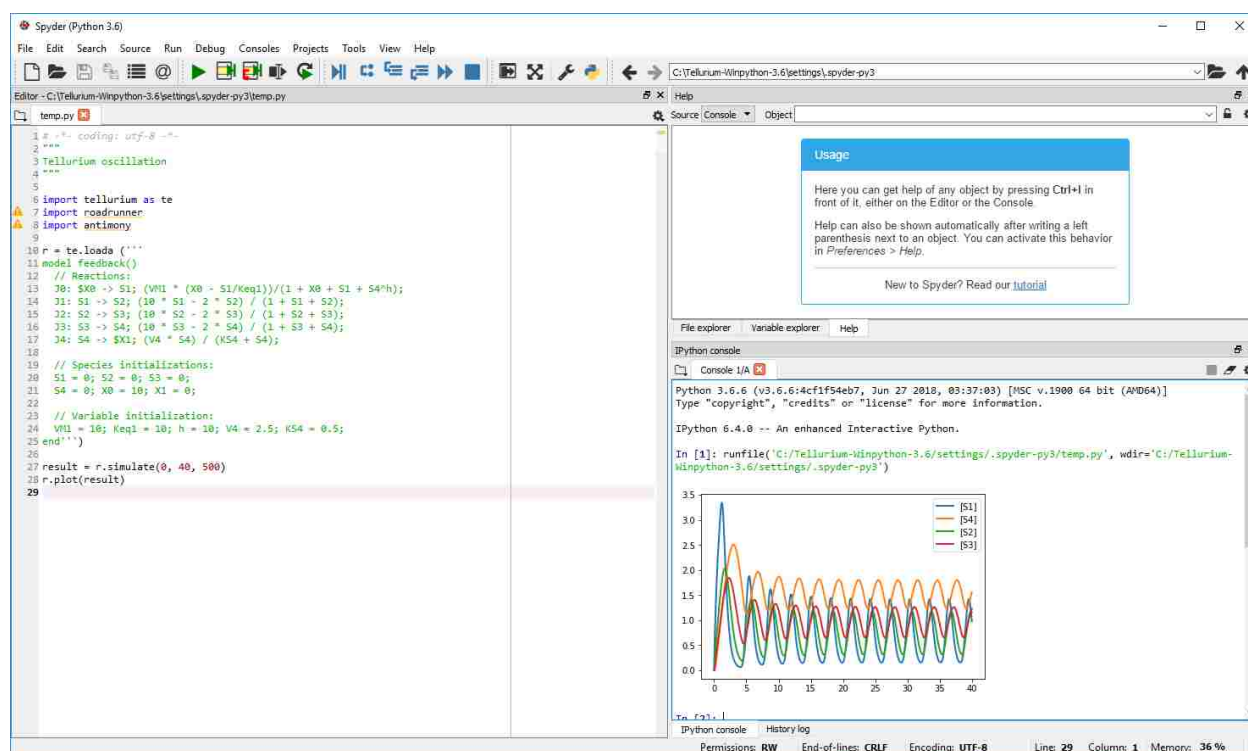 Spyder (Python 3.6)
File Edit Search Source Run Debug Consoles Projects Tools View Help
C:\Tellurium-Winpython-3.6\settings\.spyder-py3
Editor - C:\Tellurium-Winpython-3.6\settings\.spyder-py3\temp.py
temp.py
1 # -*- coding: utf-8 -*-
2 """
3 Tellurium oscillation
4 """
5
6 import tellurium as te
7 import roadrunner
8 import antimony
9
10 r = te.loada ('''
11 model feedback()
12 // Reactions:
13 J0: $X0 -> S1; (VM1 * (X0 - S1/Keq1))/(1 + X0 + S1 + S4^h);
14 J1: S1 -> S2; (10 * S1 - 2 * S2) / (1 + S1 + S2);
15 J2: S2 -> S3; (10 * S2 - 2 * S3) / (1 + S2 + S3);
16 J3: S3 -> S4; (10 * S3 - 2 * S4) / (1 + S3 + S4);
17 J4: S4 -> $X1; (V4 * S4) / (KS4 + S4);
18
19 // Species initializations:
20 S1 = 0; S2 = 0; S3 = 0;
21 S4 = 0; X0 = 10; X1 = 0;
22
23 // Variable initialization:
24 VM1 = 10; Keq1 = 10; h = 10; V4 = 2.5; KS4 = 0.5;
25 end''')
26
27 result = r.simulate(0, 40, 500)
28 r.plot(result)
29
Help
Source Console Object
Usage
Here you can get help of any object by pressing Ctrl+I in
front of it, either on the Editor or the Console.
Help can also be shown automatically after writing a left
parenthesis next to an object. You can activate this behavior
in Preferences > Help.
New to Spyder? Read our tutorial
File explorer Variable explorer Help
IPython console
Console 1/A
Python 3.6.6 (v3.6.6:4cf1f54eb7, Jun 27 2018, 03:37:03) [MSC v.1900 64 bit (AMD64)]
Type "copyright", "credits" or "license" for more information.
IPython 6.4.0 -- An enhanced Interactive Python.
In [1]: runfile('C:/Tellurium-Winpython-3.6/settings/.spyder-py3/temp.py', wdir='C:/Tellurium-
Winpython-3.6/settings/.spyder-py3')
3.5
3.0
2.5
2.0
1.5
1.0
0.5
0.0
[S1]
[S4]
[S2]
[S3]
0 5 10 15 20 25 30 35 40
In [2]:
IPython console History log
Permissions: RW End-of-lines: CRLF Encoding: UTF-8 Line: 29 Column: 1 Memory: 36 %